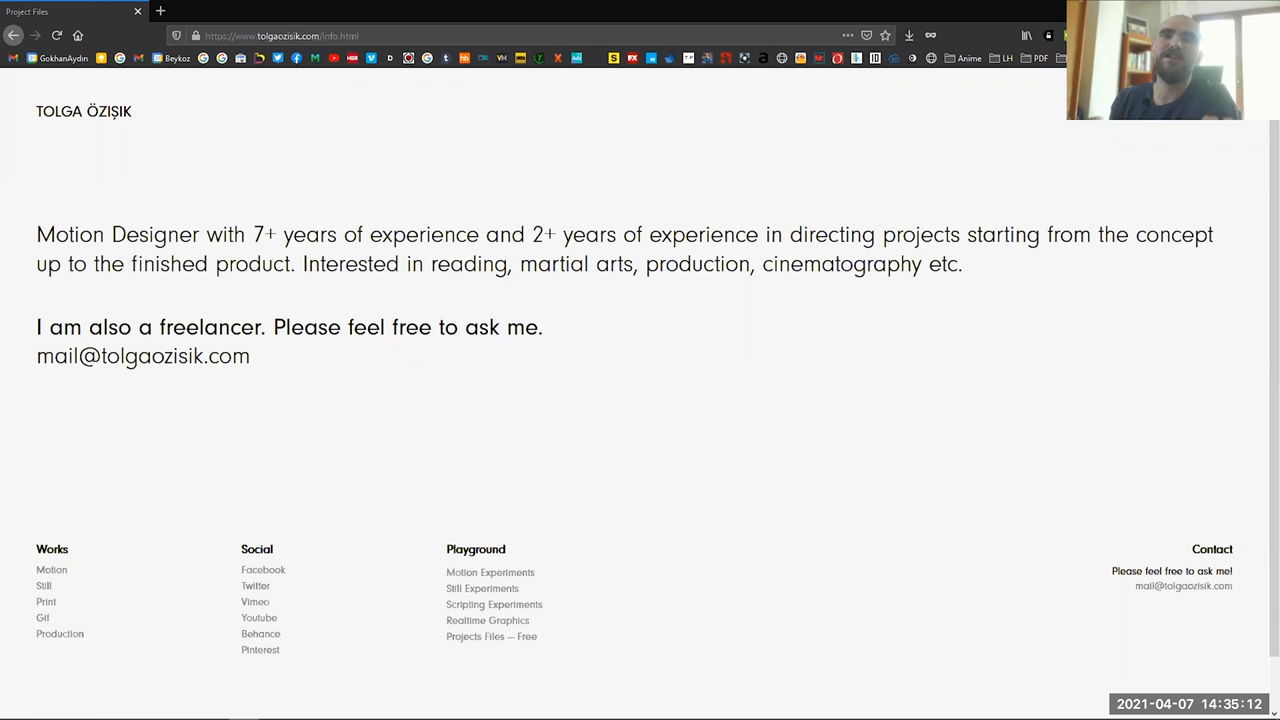 Project Files
https://www.tolgaozisik.com/info.html
GokhanAydin
Beykoz
Anime
LH
PDF
TOLGA ÖZIŞIK
Motion Designer with 7+ years of experience and 2+ years of experience in directing projects starting from the concept
up to the finished product. Interested in reading, martial arts, production, cinematography etc.
I am also a freelancer. Please feel free to ask me.
mail@tolgaozisik.com
Works
Motion
Still
Print
Gif
Production
Social
Facebook
Twitter
Vimeo
Youtube
Behance
Pinterest
Playground
Motion Experiments
Still Experiments
Scripting Experiments
Realtime Graphics
Projects Files — Free
Contact
Please feel free to ask me!
mail@tolgaozisik.com
2021-04-07 14:35:12